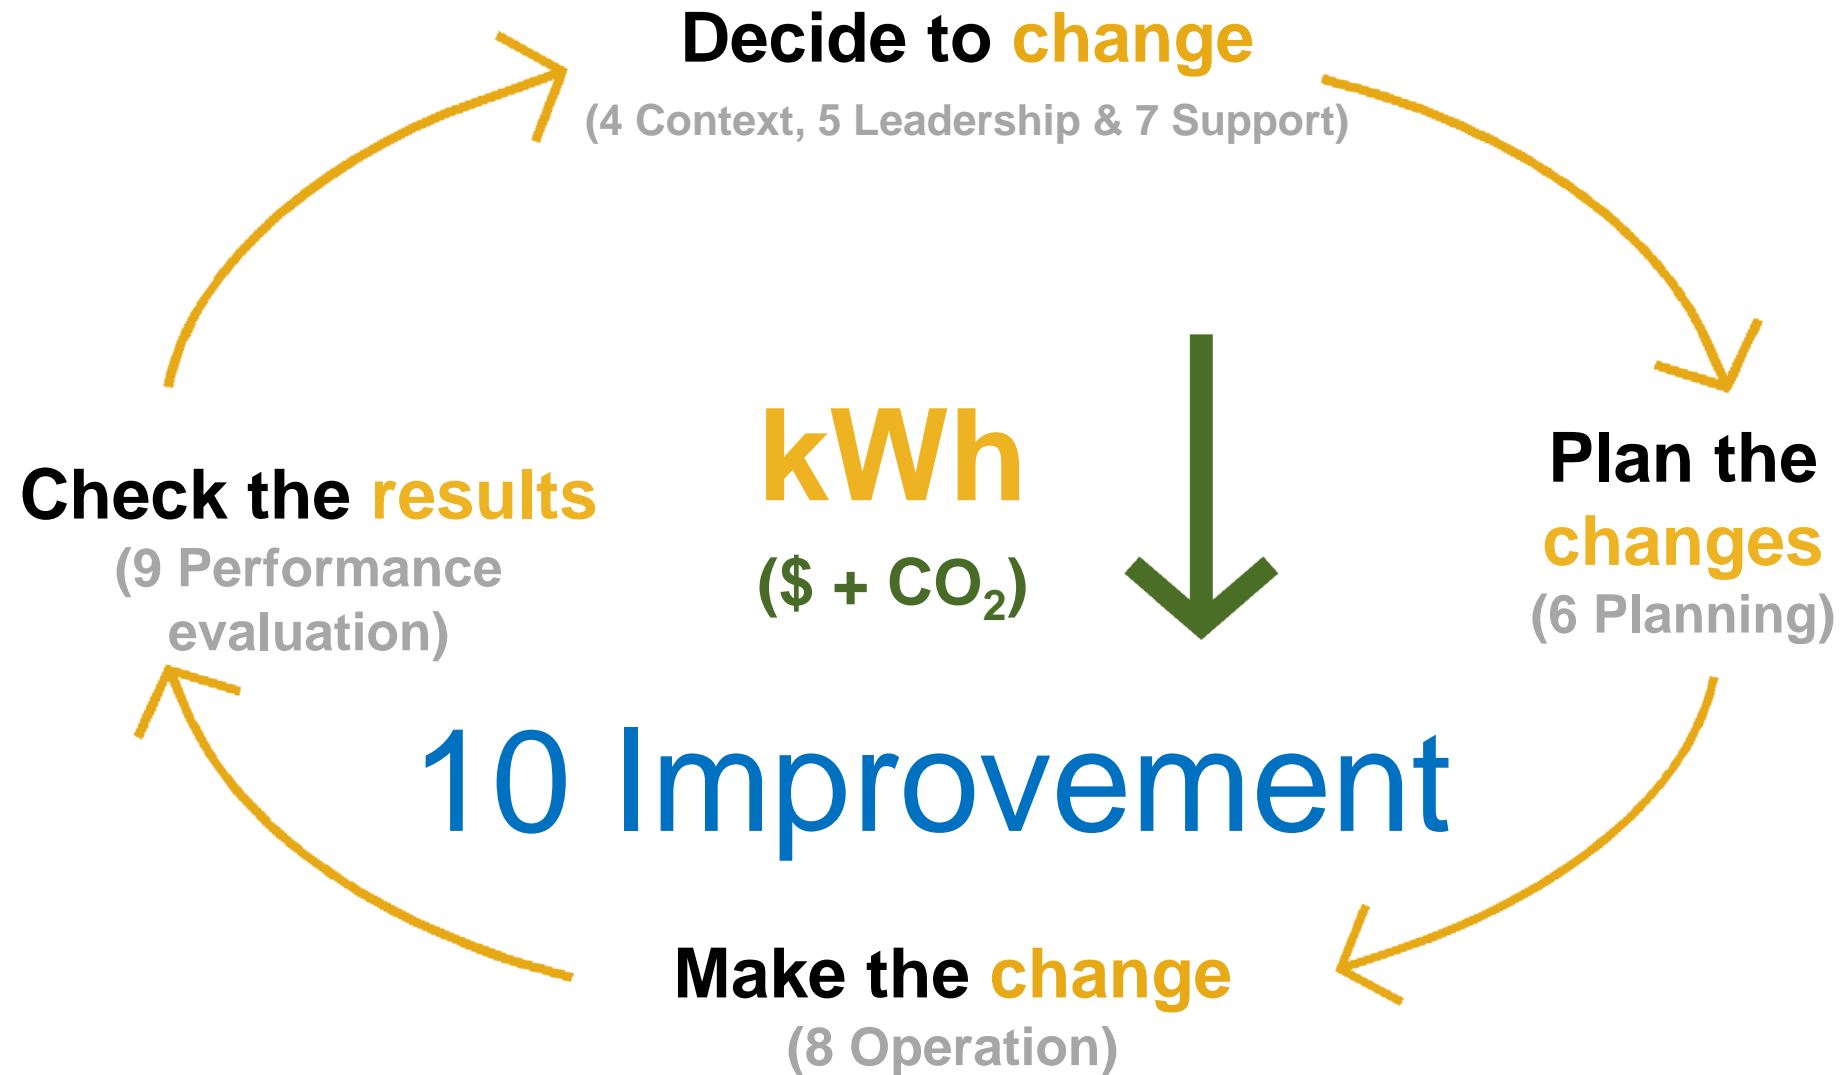 Decide to change
(4 Context, 5 Leadership & 7 Support)
Plan the
changes
(6 Planning)
Make the change
(8 Operation)
Check the results
(9 Performance
evaluation)
kWh
($ + CO₂)
10 Improvement